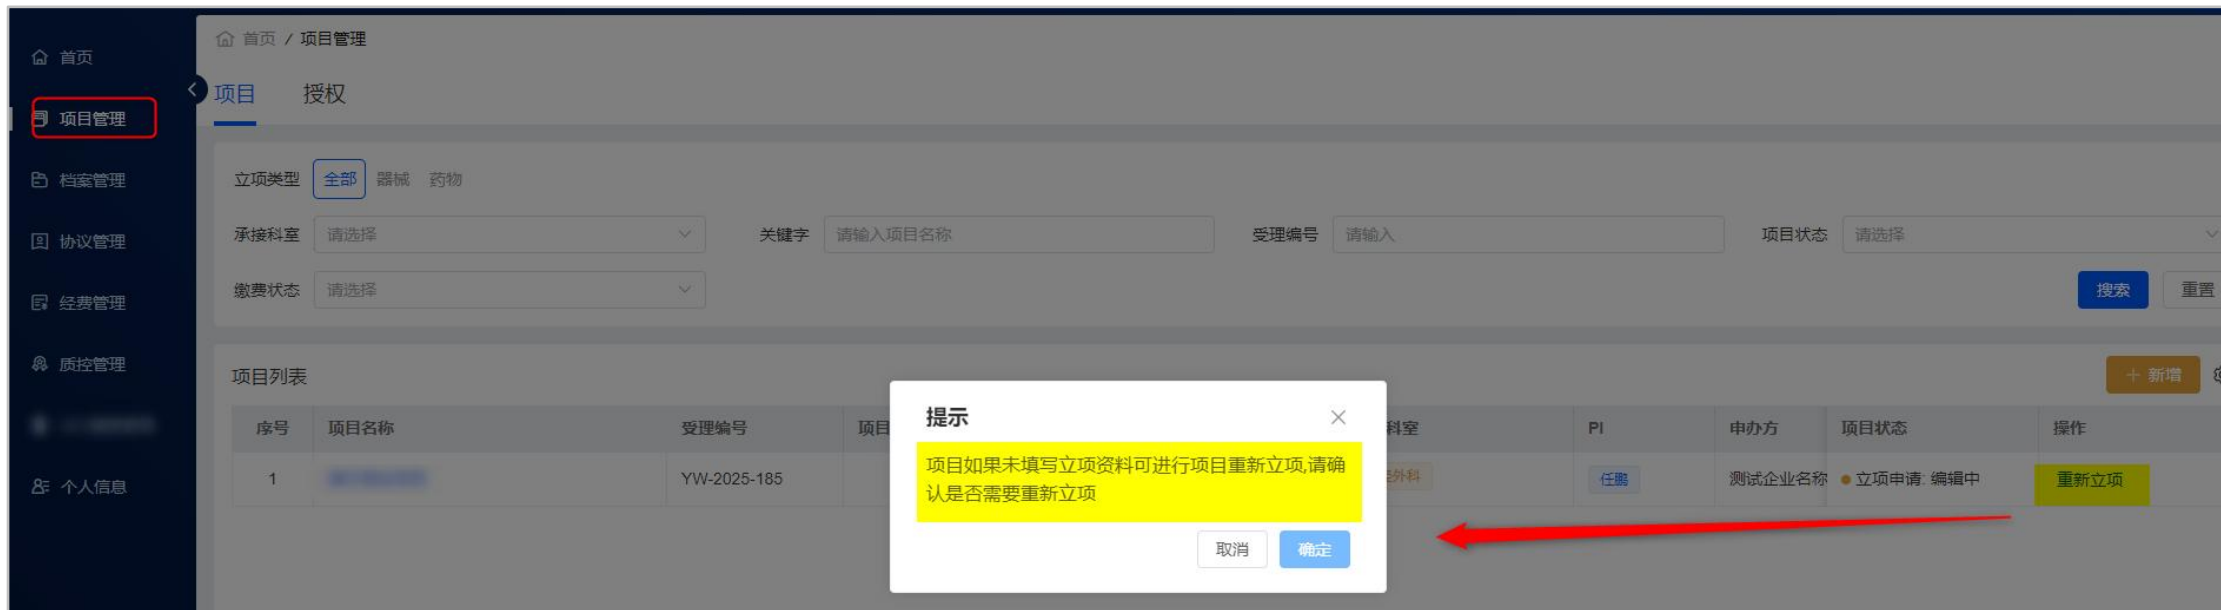 首页
项目管理
档案管理
协议管理
经费管理
质控管理
个人信息
首页 / 项目管理
项目 授权
立项类型 全部 器械 药物
承接科室 请选择 关键字 请输入项目名称 受理编号 请输入 项目状态 请选择
缴费状态 请选择 搜索 重置
项目列表 + 新增
序号 项目名称 受理编号 项目 科室 PI 申办方 项目状态 操作
1 YW-2025-185 外科 任鹏 测试企业名称 立项申请: 编辑中 重新立项
提示
项目如果未填写立项资料可进行项目重新立项,请确
认是否需要重新立项
取消 确定